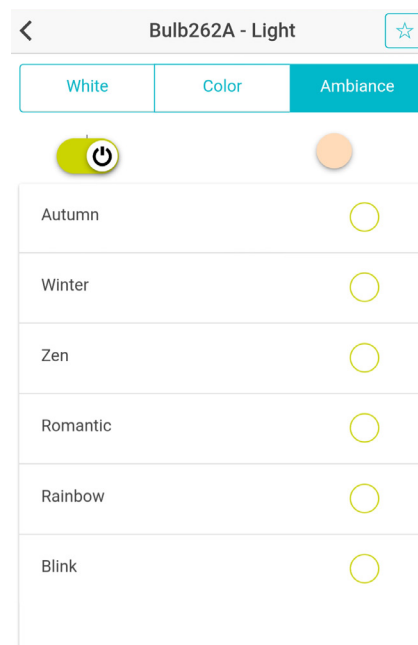 Bulb262A - Light
White Color Ambiance
Autumn
Winter
Zen
Romantic
Rainbow
Blink